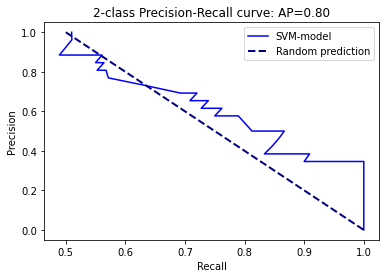 2-class Precision-Recall curve: AP=0.80
SVM-model
Random prediction
Precision
1.0
0.8
0.6
0.4
0.2
0.0
0.5 0.6 0.7 0.8 0.9 1.0
Recall